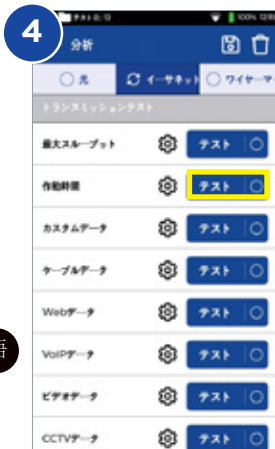 4
100%
分析
光
イーサネット
ワイヤーマ
トランスミッションテスト
最大スループット
テスト
作動時間
テスト
カスタムデータ
テスト
ケーブルデータ
テスト
Webデータ
テスト
語
VoIPデータ
テスト
ビデオデータ
テスト
CCTVデータ
テスト